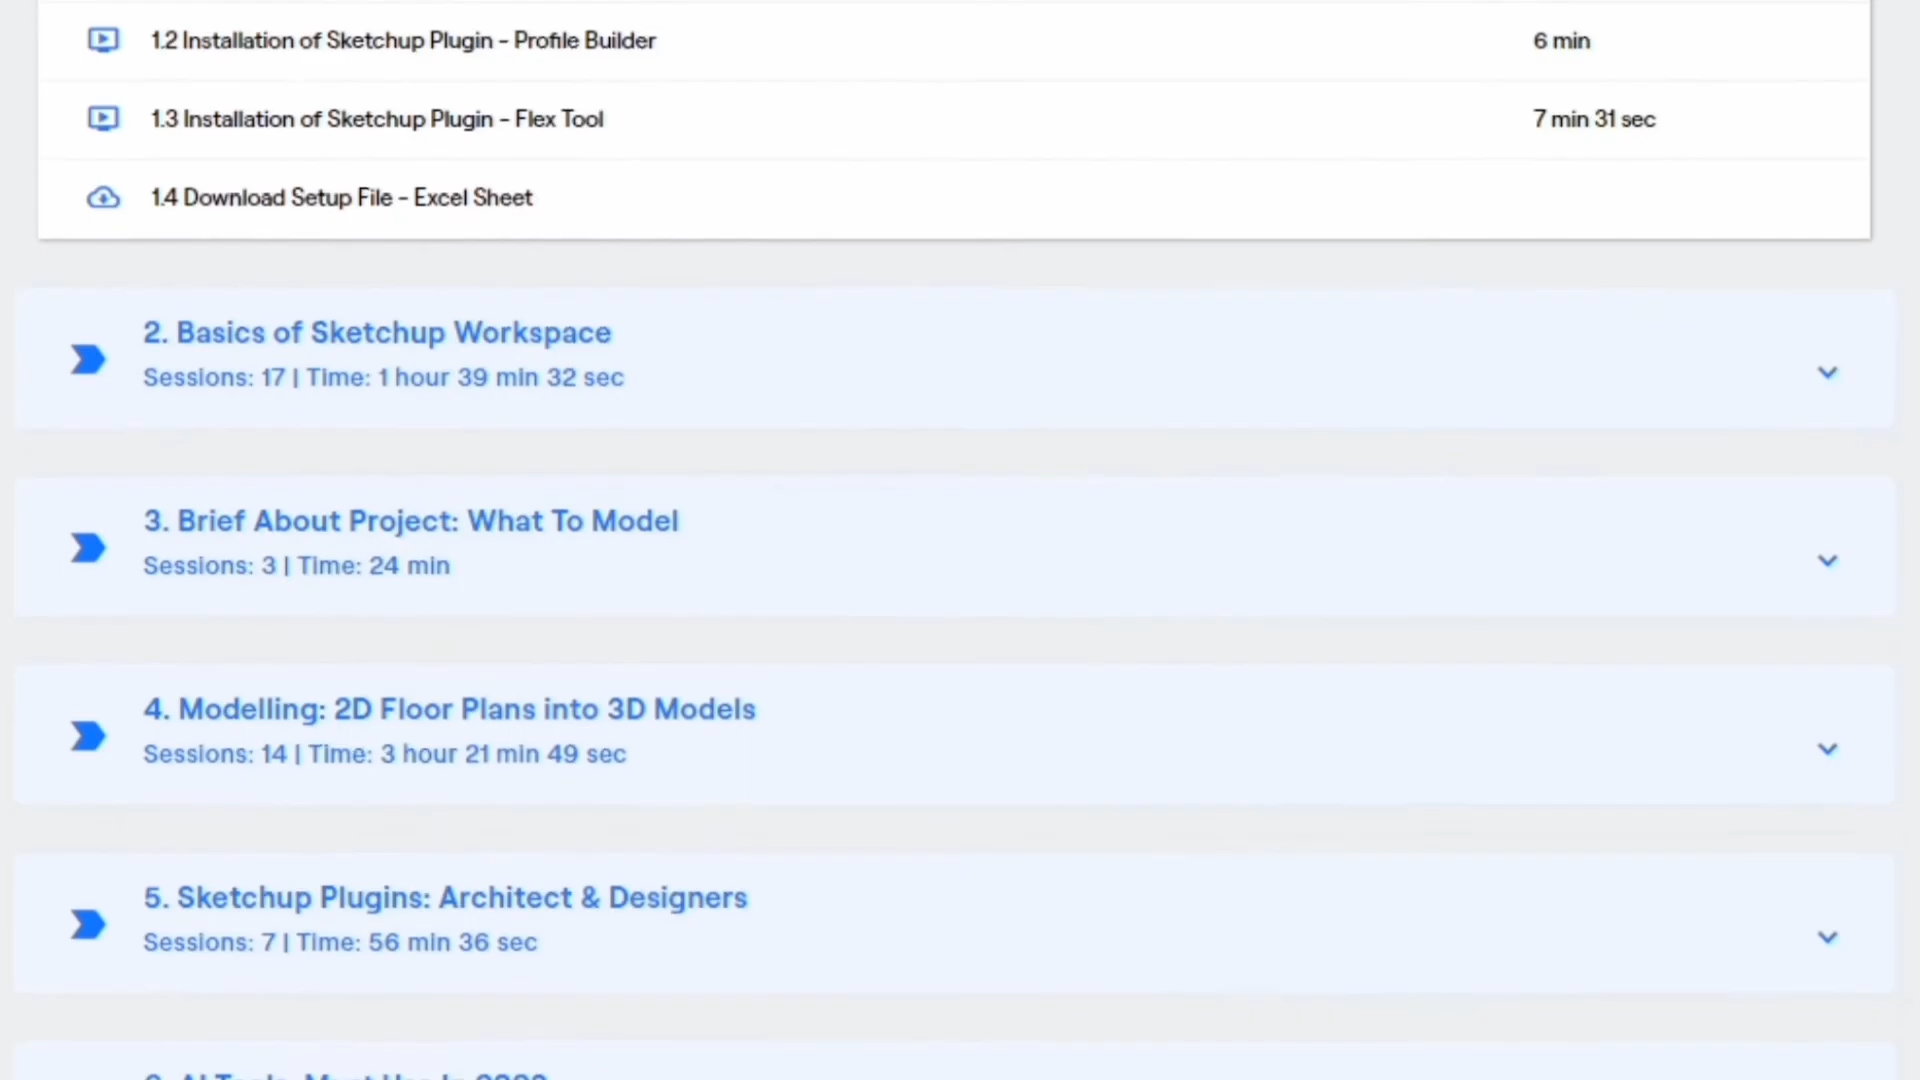 1.2 Installation of Sketchup Plugin - Profile Builder 6 min
1.3 Installation of Sketchup Plugin - Flex Tool 7 min 31 sec
1.4 Download Setup File - Excel Sheet
2. Basics of Sketchup Workspace
Sessions: 17 | Time: 1 hour 39 min 32 sec
3. Brief About Project: What To Model
Sessions: 3 | Time: 24 min
4. Modelling: 2D Floor Plans into 3D Models
Sessions: 14 | Time: 3 hour 21 min 49 sec
5. Sketchup Plugins: Architect & Designers
Sessions: 7 | Time: 56 min 36 sec